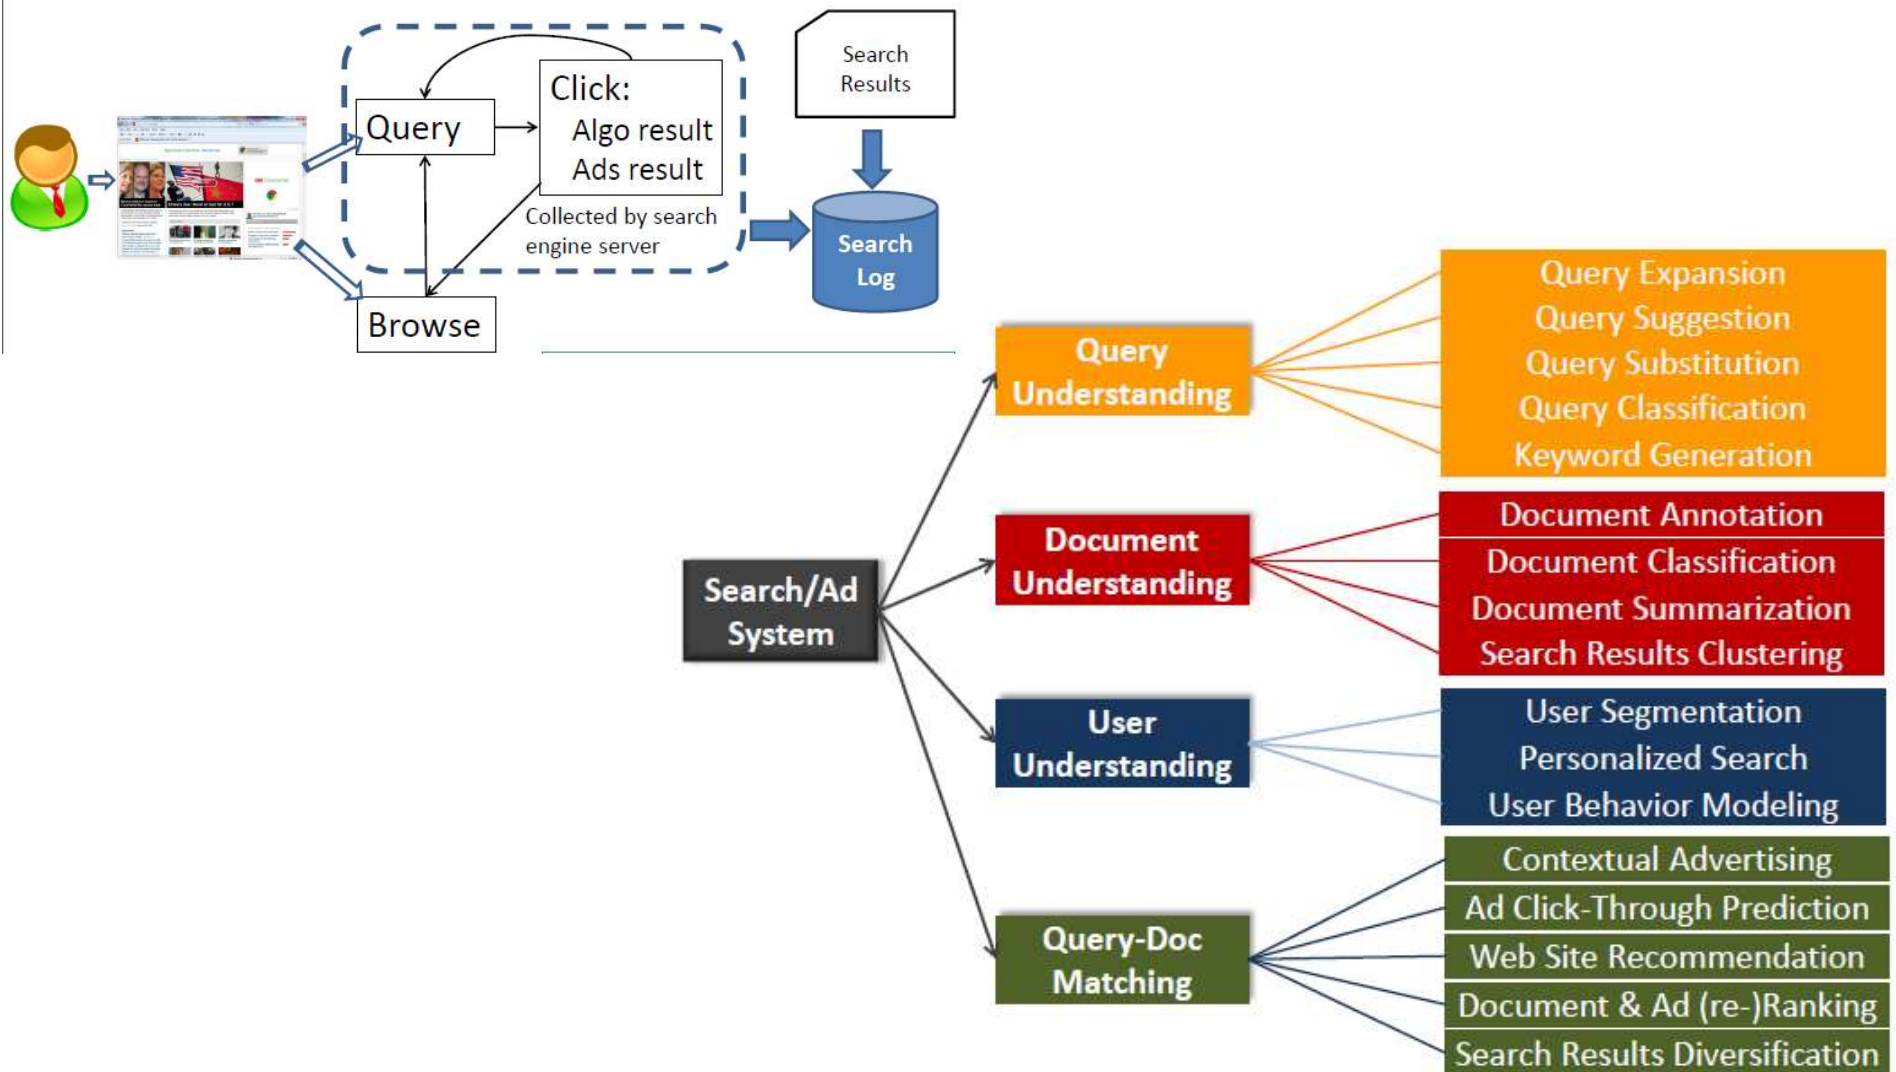 Query
Click:
Algo result
Ads result
Collected by search
engine server
Browse
Search
Results
Search
Log
Search/Ad
System
Query
Understanding
Query Expansion
Query Suggestion
Query Substitution
Query Classification
Keyword Generation
Document
Understanding
Document Annotation
Document Classification
Document Summarization
Search Results Clustering
User
Understanding
User Segmentation
Personalized Search
User Behavior Modeling
Query-Doc
Matching
Contextual Advertising
Ad Click-Through Prediction
Web Site Recommendation
Document & Ad (re-)Ranking
Search Results Diversification